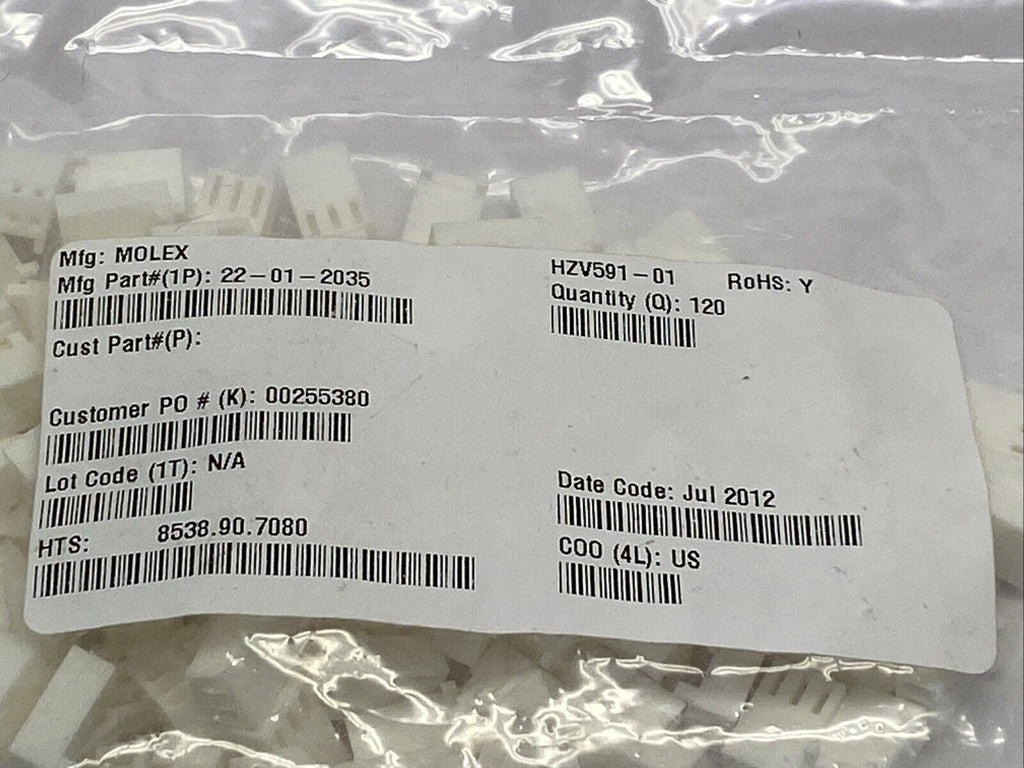 Mfg: MOLEX
Mfg Part#(1P): 22-01-2035
Cust Part#(P):
Customer PO # (K): 00255380
Lot Code (1T): N/A
HTS: 8538.90.7080
HZV591-01 RoHS: Y
Quantity (Q): 120
Date Code: Jul 2012
COO (4L): US